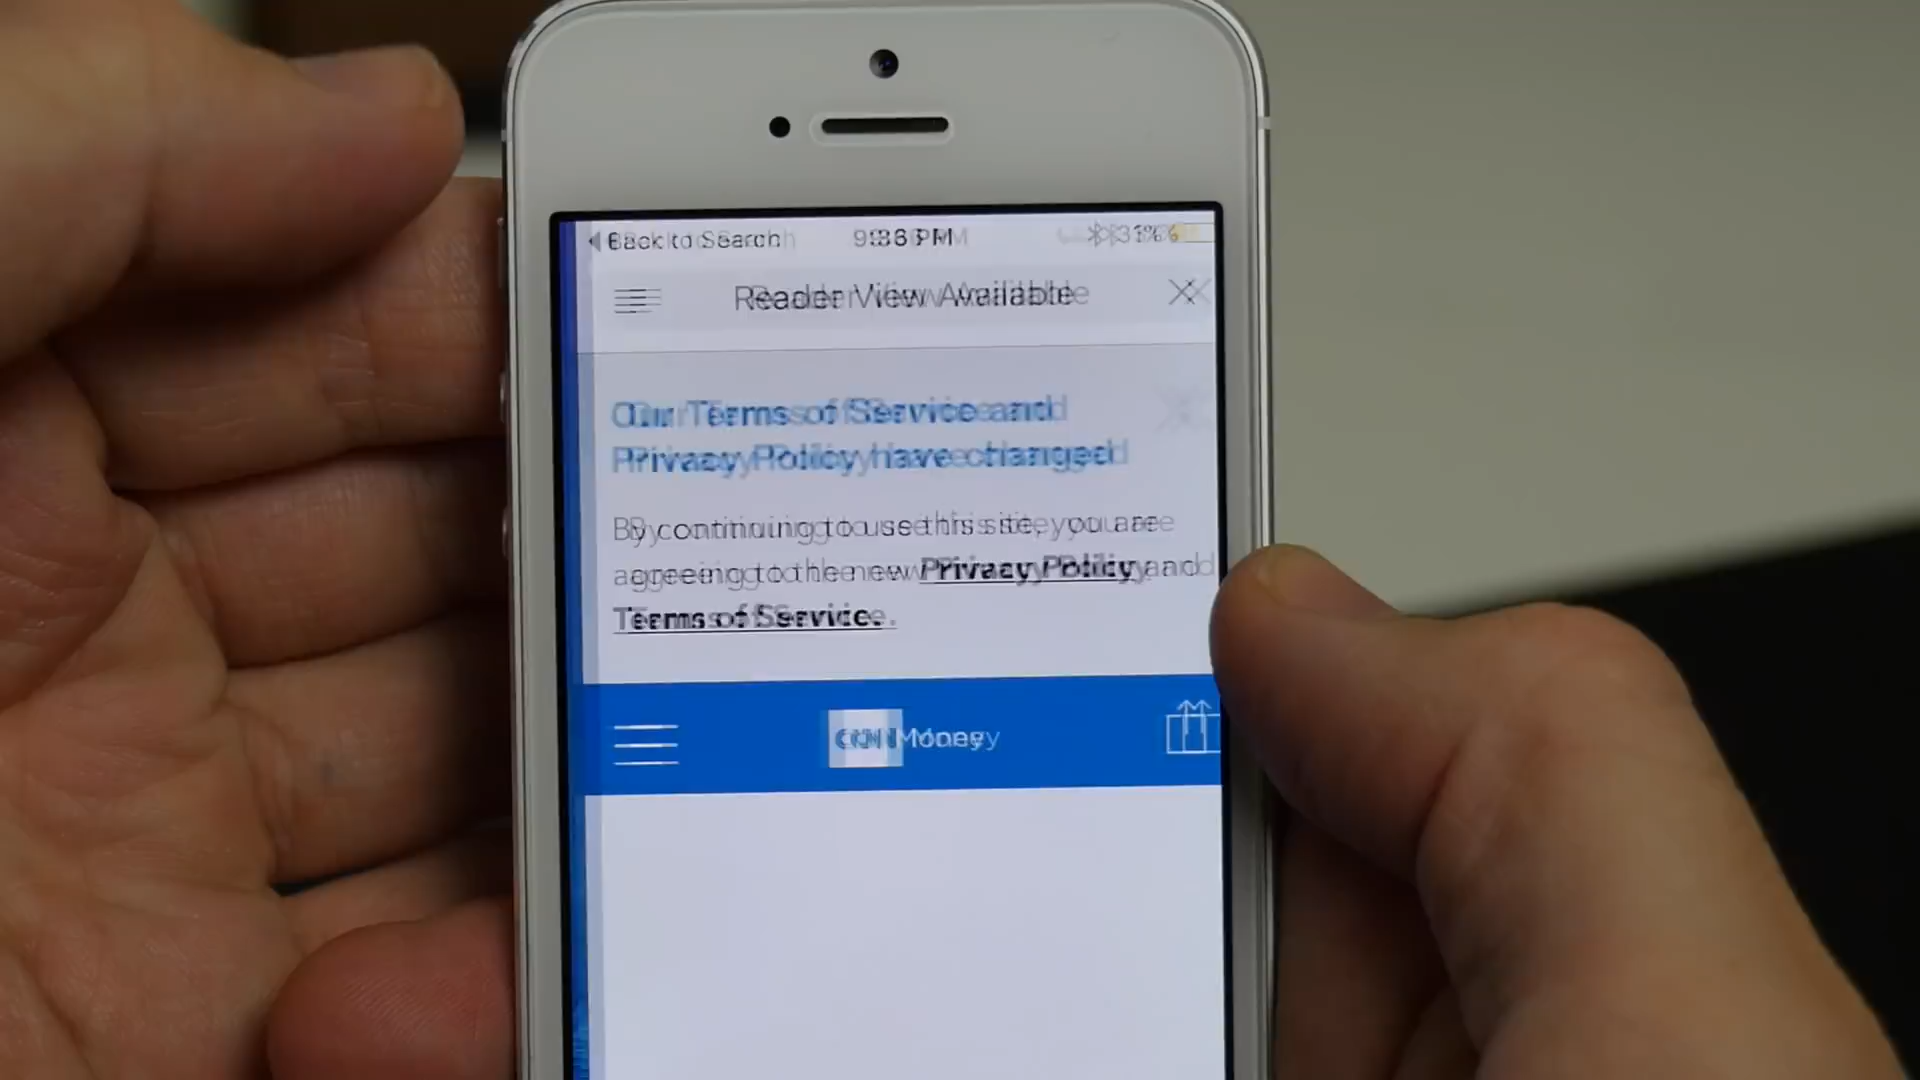 Back to Search 9:36 PM 31%
Reader View Available
Our Terms of Service and
Privacy Policy have changed
By continuing to use this site, you are
agreeing to the new Privacy Policy and
Terms of Service.
CNN Money